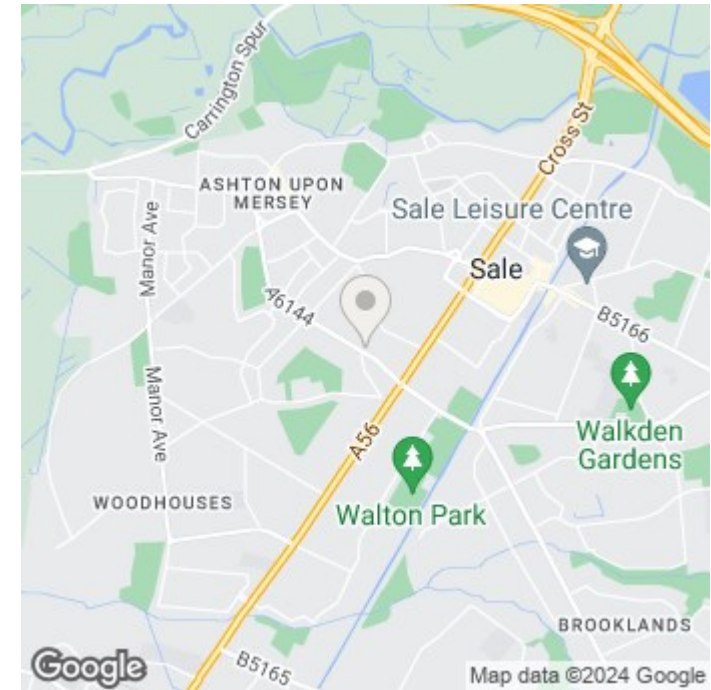 Carrington Spur
Cross St
ASHTON UPON
MERSEY
Sale Leisure Centre
Manor Ave
Sale
A6144
B5166
Manor Ave
A56
Walkden
Gardens
Walton Park
WOODHOUSES
BROOKLANDS
B5165
Google
Map data ©2024 Google